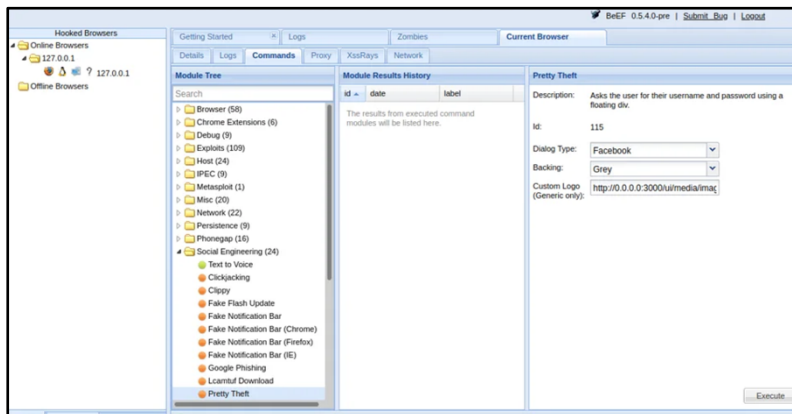 BeEF 0.5.4.0-pre | Submit Bug | Logout
Hooked Browsers
Online Browsers
127.0.0.1
? 127.0.0.1
Offline Browsers
Getting Started
Logs
Zombies
Current Browser
Details
Logs
Commands
Proxy
XssRays
Network
Module Tree
Search
Browser (58)
Chrome Extensions (6)
Debug (9)
Exploits (109)
Host (24)
IPEC (9)
Metasploit (1)
Misc (20)
Network (22)
Persistence (9)
Phonegap (16)
Social Engineering (24)
Text to Voice
Clickjacking
Clippy
Fake Flash Update
Fake Notification Bar
Fake Notification Bar (Chrome)
Fake Notification Bar (Firefox)
Fake Notification Bar (IE)
Google Phishing
Lcamtuf Download
Pretty Theft
Module Results History
id date label
The results from executed command
modules will be listed here.
Pretty Theft
Description: Asks the user for their username and password using a
floating div.
Id: 115
Dialog Type: Facebook
Backing: Grey
Custom Logo
(Generic only): http://0.0.0.0:3000/ui/media/imag
Execute